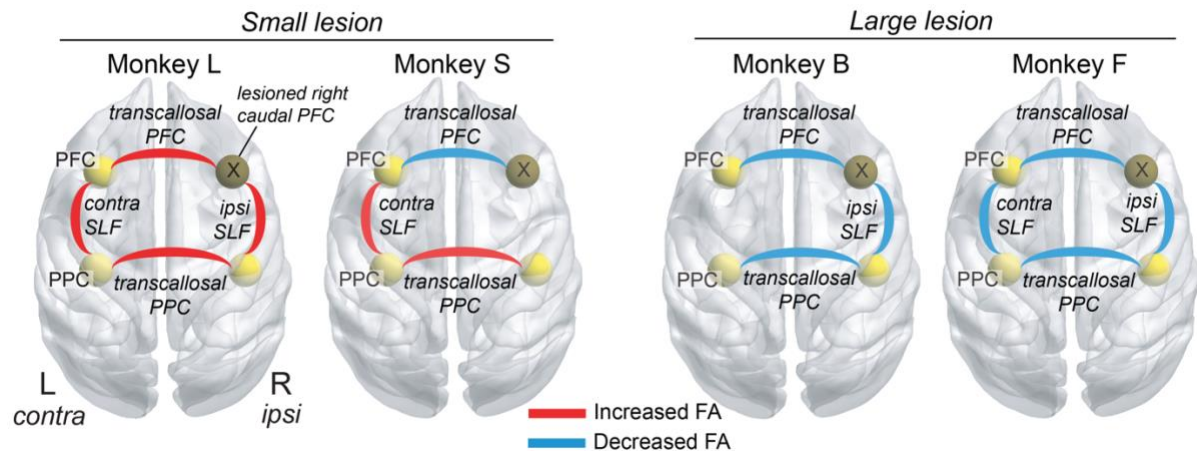 Small lesion
Large lesion
Monkey L
Monkey S
Monkey B
Monkey F
transcallosal
PFC
lesioned right
caudal PFC
PFC
X
contra
SLF
ipsi
SLF
PPC
transcallosal
PPC
transcallosal
PFC
PFC
X
contra
SLF
PPC
transcallosal
PPC
transcallosal
PFC
PFC
X
ipsi
SLF
PPC
transcallosal
PPC
transcallosal
PFC
PFC
X
contra
SLF
ipsi
SLF
PPC
transcallosal
PPC
L
contra
R
ipsi
Increased FA
Decreased FA